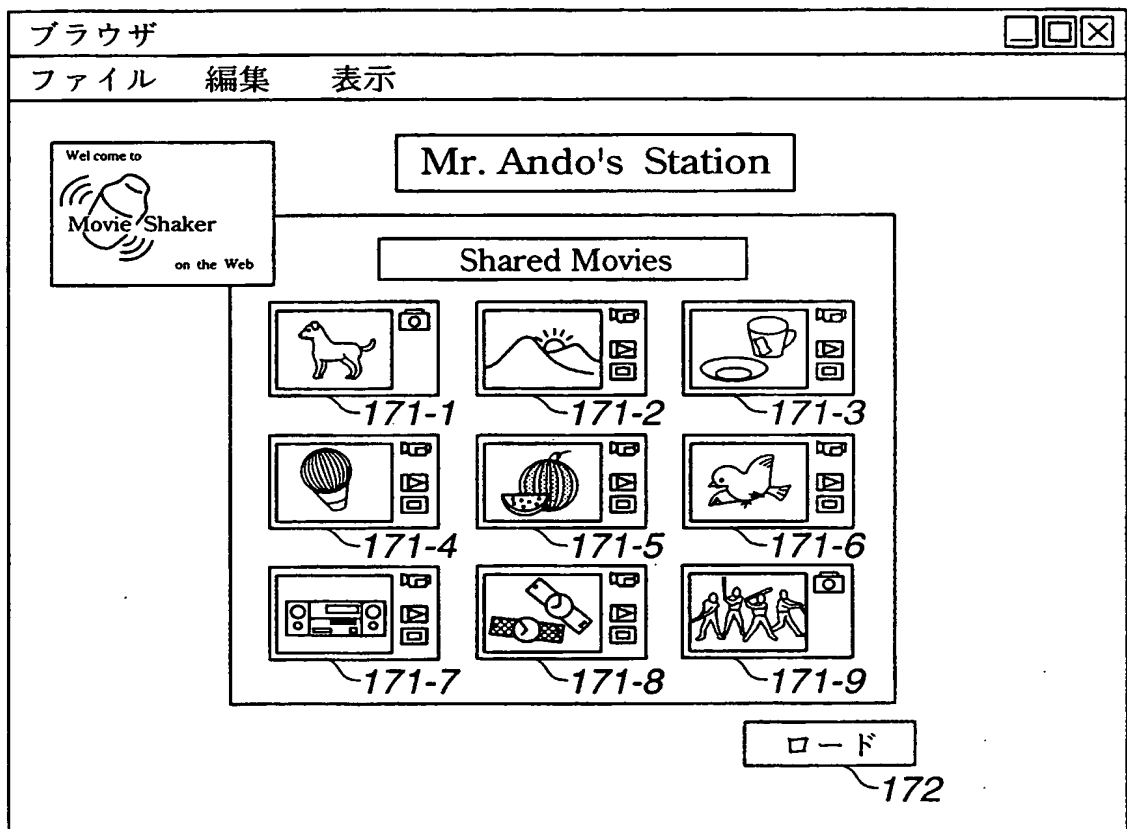 ブラウザ
ファイル 編集 表示
Welcome to
Movie Shaker
on the Web
Mr. Ando's Station
Shared Movies
171-1 171-2 171-3
171-4 171-5 171-6
171-7 171-8 171-9
ロード
172